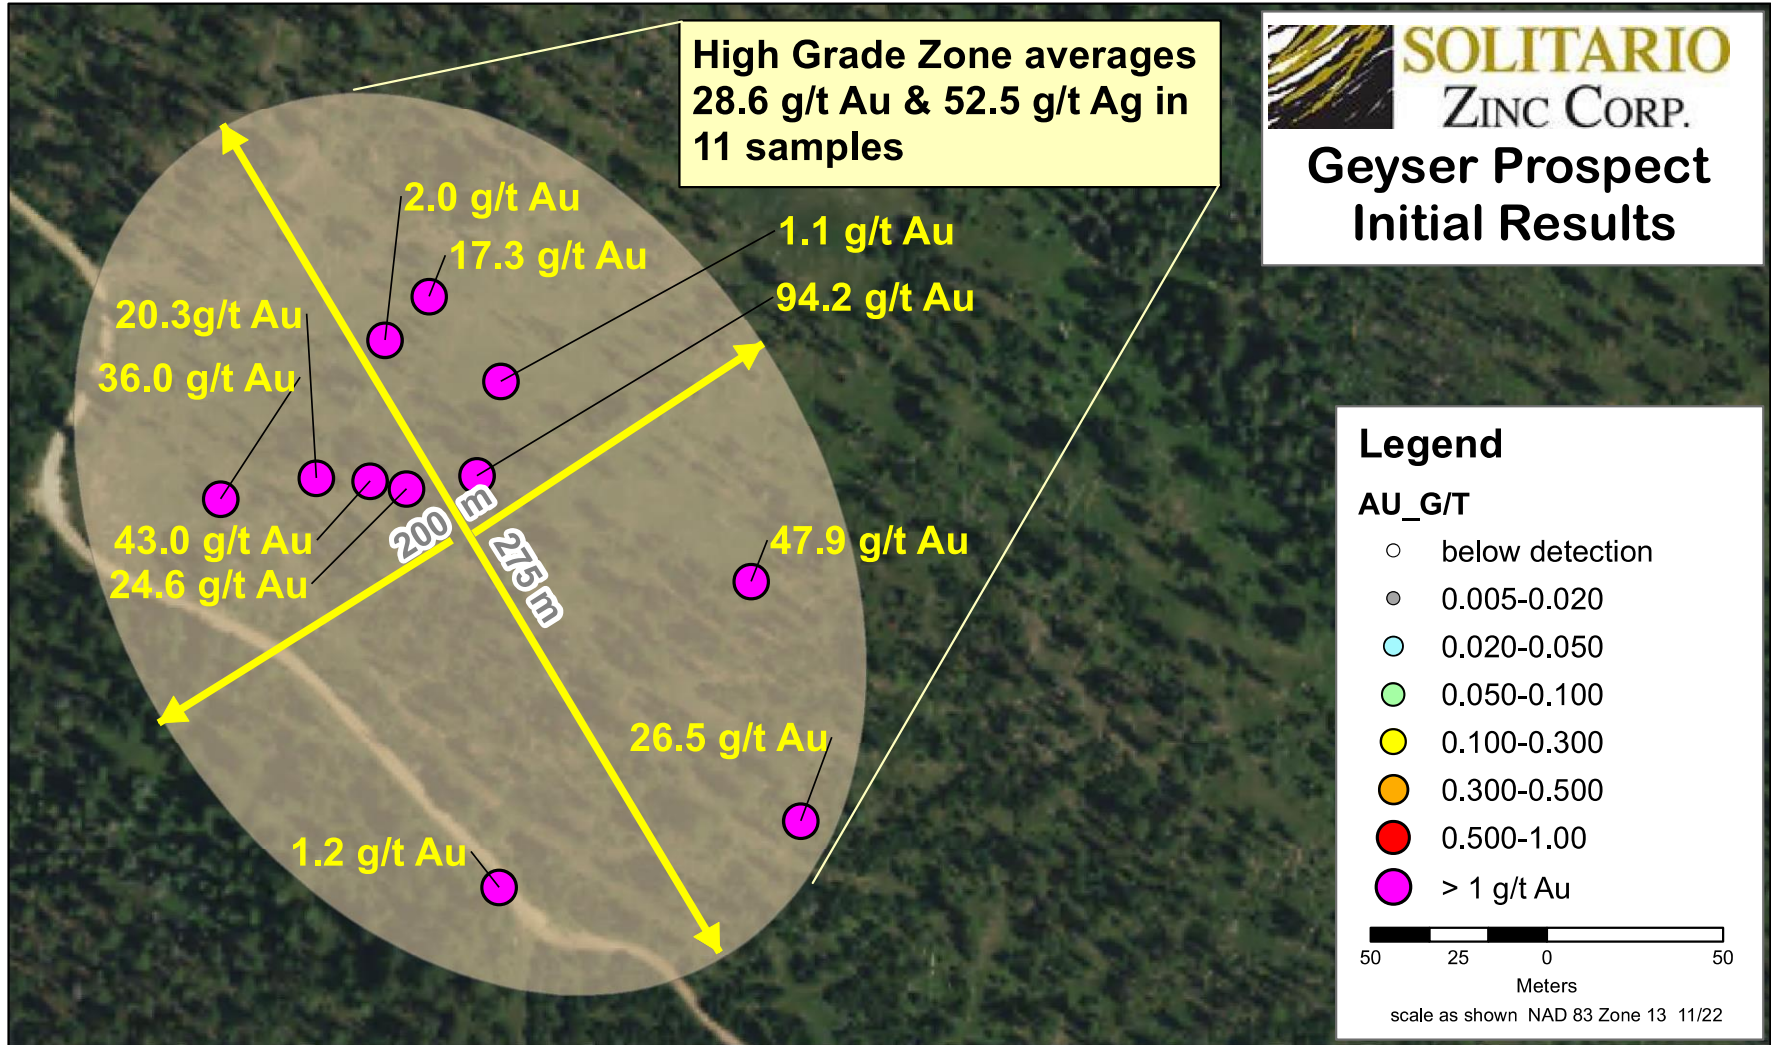 High Grade Zone averages
28.6 g/t Au & 52.5 g/t Ag in
11 samples
SOLITARIO
ZINC CORP.
Geyser Prospect
Initial Results
2.0 g/t Au
17.3 g/t Au
1.1 g/t Au
94.2 g/t Au
20.3g/t Au
36.0 g/t Au
43.0 g/t Au
24.6 g/t Au
200 m
275 m
47.9 g/t Au
26.5 g/t Au
1.2 g/t Au
Legend
AU_G/T
below detection
0.005-0.020
0.020-0.050
0.050-0.100
0.100-0.300
0.300-0.500
0.500-1.00
> 1 g/t Au
50 25 0 50
Meters
scale as shown NAD 83 Zone 13 11/22